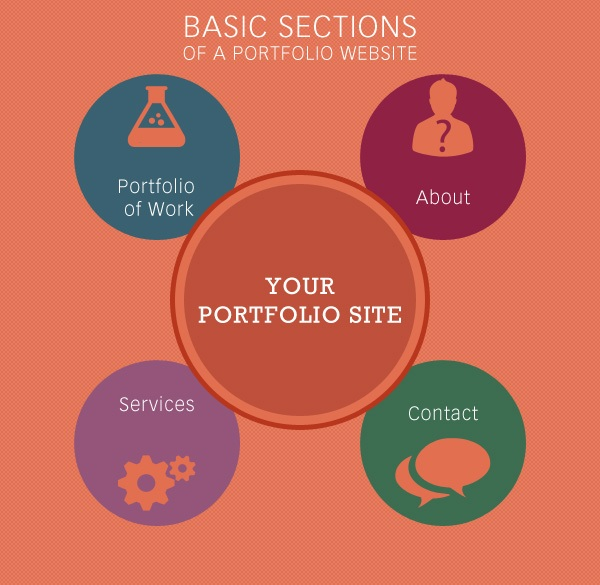 BASIC SECTIONS
OF A PORTFOLIO WEBSITE
Portfolio
of Work
?
About
YOUR
PORTFOLIO SITE
Services
Contact